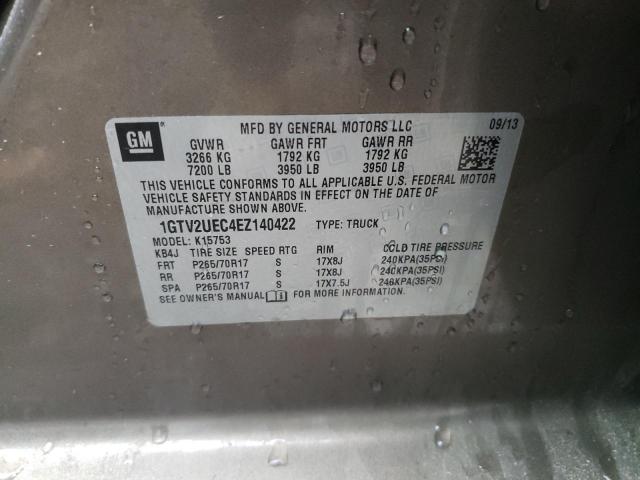 GM
MFD BY GENERAL MOTORS LLC 09/13
GVWR GAWR FRT GAWR RR
3266 KG 1792 KG 1792 KG
7200 LB 3950 LB 3950 LB
THIS VEHICLE CONFORMS TO ALL APPLICABLE U.S. FEDERAL MOTOR
VEHICLE SAFETY STANDARDS IN EFFECT ON THE DATE OF
MANUFACTURE SHOWN ABOVE.
1GTV2UEC4EZ140422 TYPE: TRUCK
MODEL: K15753
KB4J TIRE SIZE SPEED RTG RIM COLD TIRE PRESSURE
FRT P265/70R17 S 17X8J 240KPA(35PSI)
RR P265/70R17 S 17X8J 240KPA(35PSI)
SPA P265/70R17 S 17X7.5J 240KPA(35PSI)
SEE OWNER'S MANUAL FOR MORE INFORMATION.